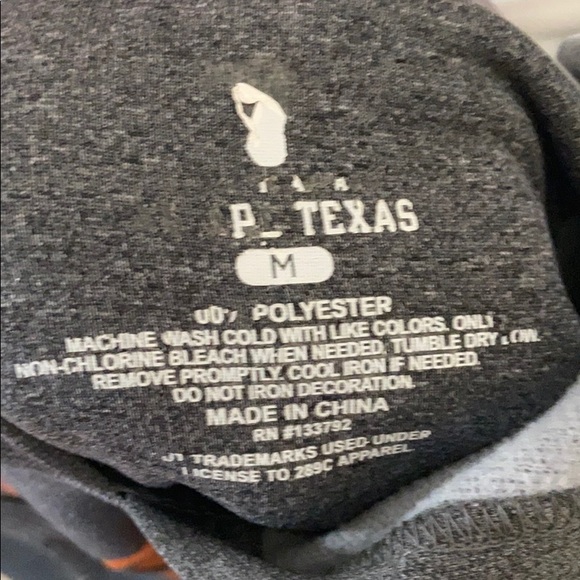 TEXAS
M
POLYESTER
MACHINE WASH COLD WITH LIKE COLORS. ONLY
NON-CHLORINE BLEACH WHEN NEEDED, TUMBLE DRY LOW.
REMOVE PROMPTLY. COOL IRON IF NEEDED.
DO NOT IRON DECORATION.
MADE IN CHINA
RN #133792
TRADEMARKS USED UNDER
LICENSE TO 289C APPAREL